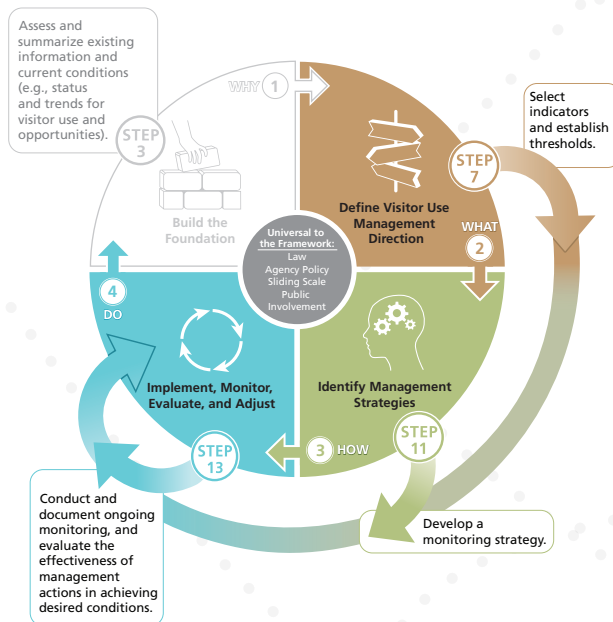 Assess and
summarize existing
information and
current conditions
(e.g., status
and trends for
visitor use and
opportunities).
STEP
3
WHY 1
Build the
Foundation
Select
indicators
and establish
thresholds.
STEP
7
Define Visitor Use
Management
Direction
WHAT
2
Universal to
the Framework:
Law
Agency Policy
Sliding Scale
Public
Involvement
4
DO
Implement, Monitor,
Evaluate, and Adjust
Identify Management
Strategies
3 HOW
STEP
11
STEP
13
Develop a
monitoring strategy.
Conduct and
document ongoing
monitoring, and
evaluate the
effectiveness of
management
actions in achieving
desired conditions.